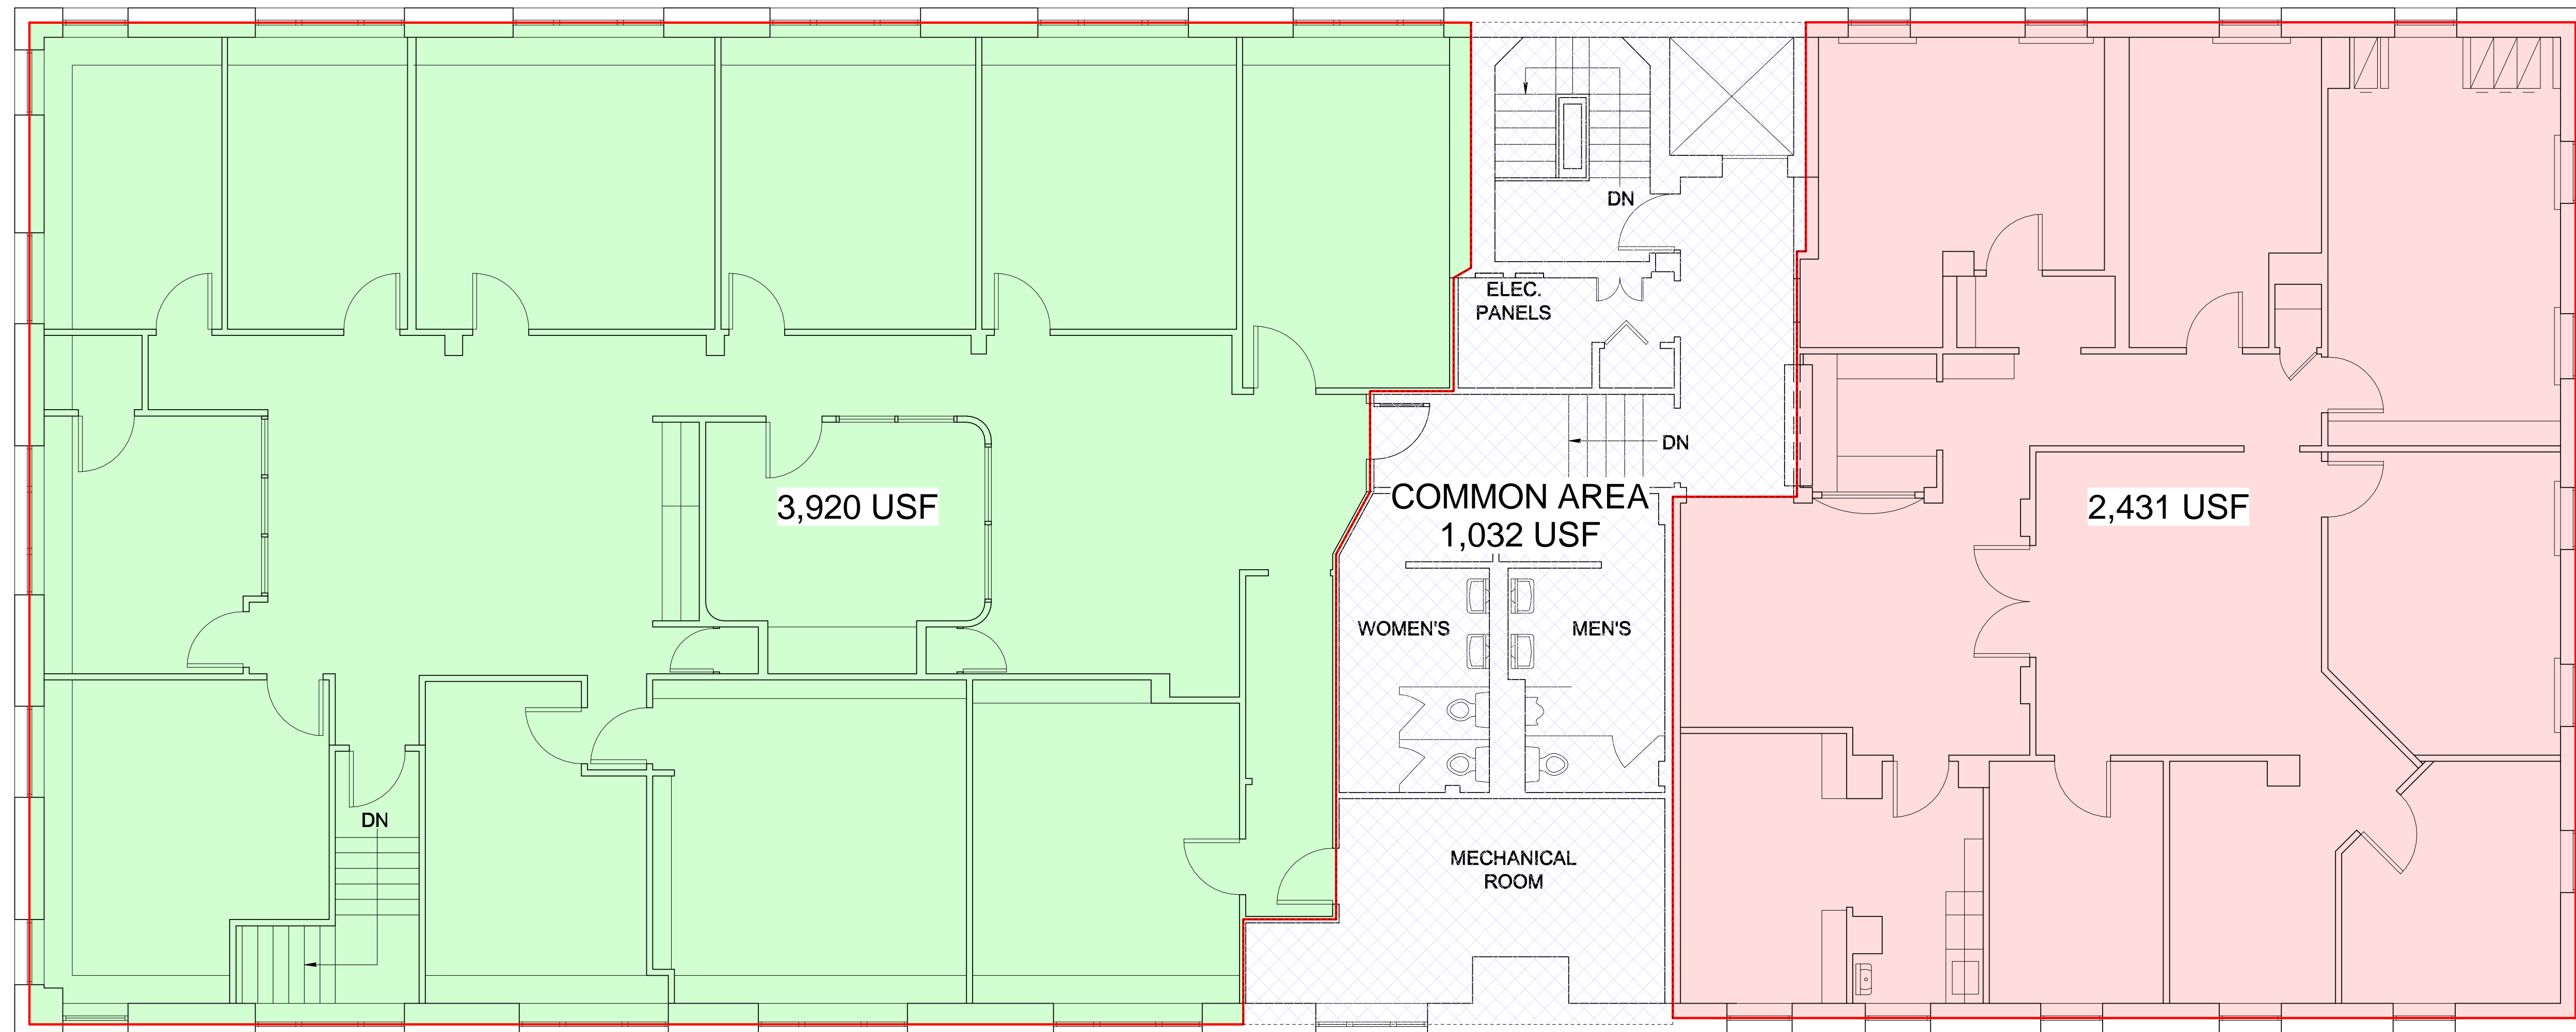 DN
ELEC.
PANELS
DN
3,920 USF
COMMON AREA
1,032 USF
2,431 USF
WOMEN'S
MEN'S
DN
MECHANICAL
ROOM